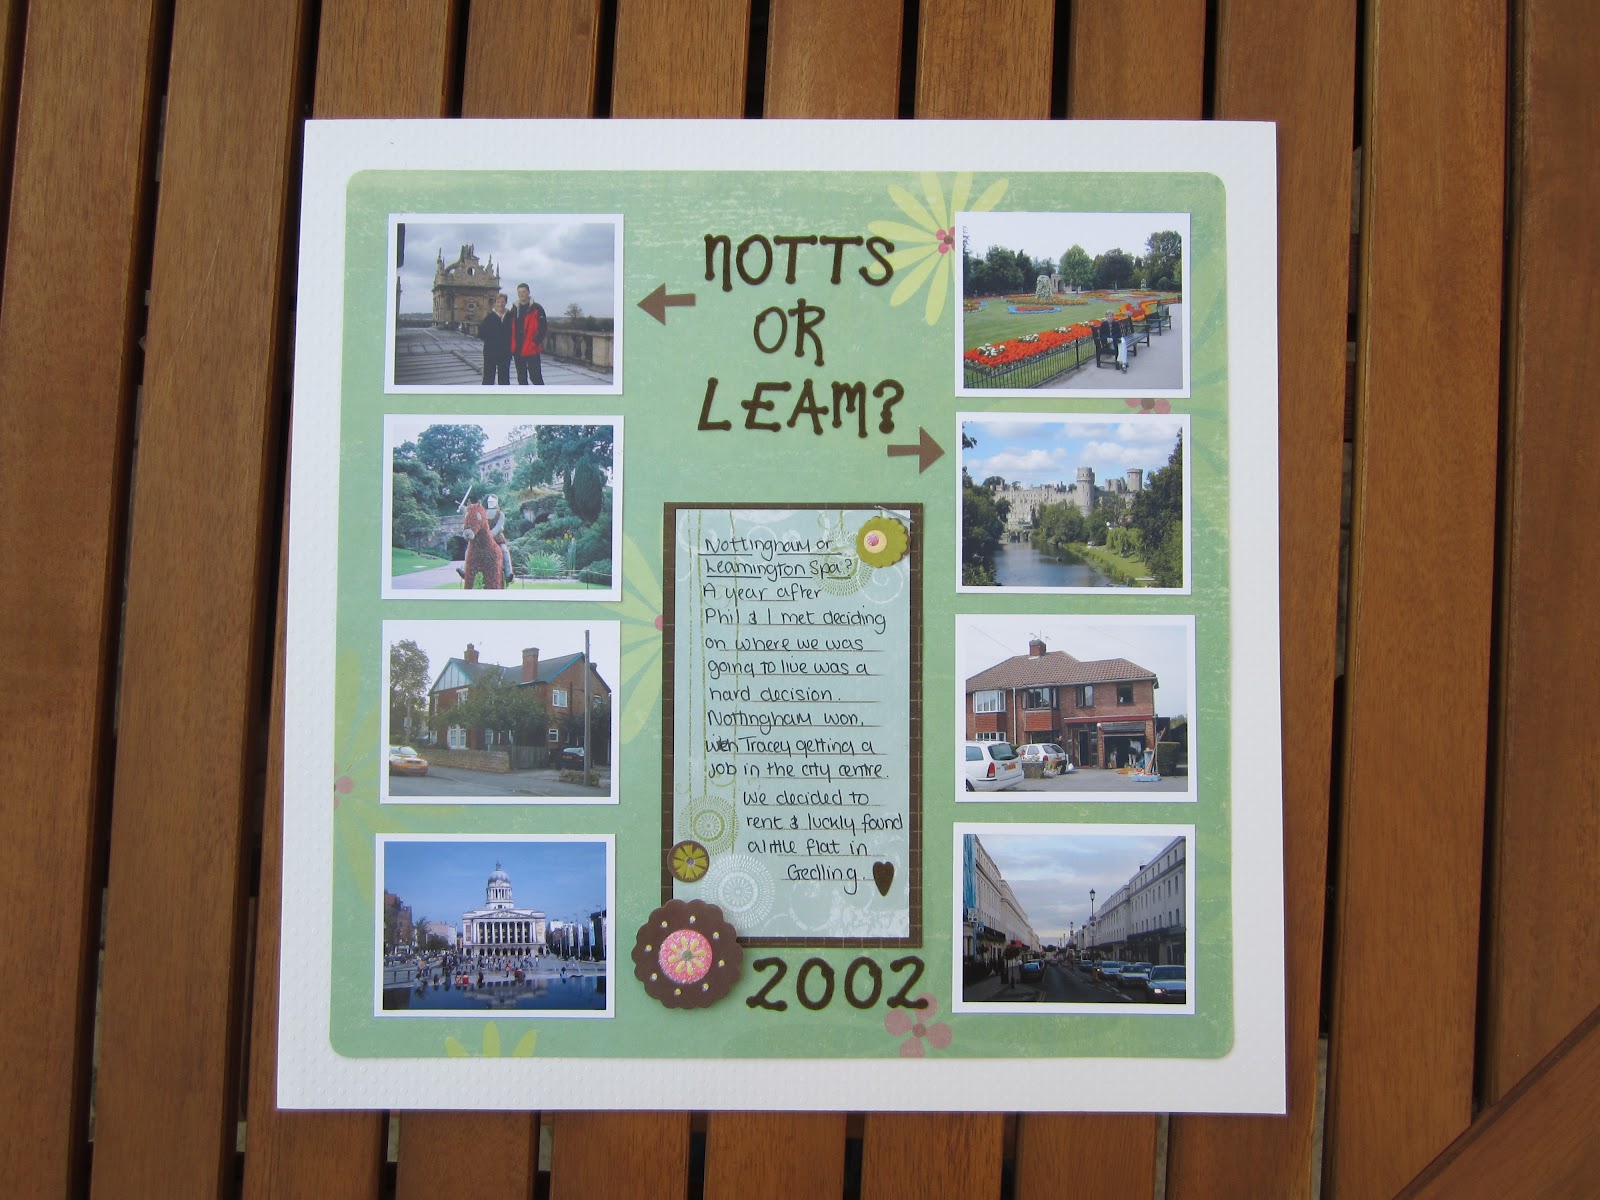 NOTTS
OR
LEAM?
Nottingham or
Leamington Spa?
A year after
Phil & I met deciding
on where we was
going to live was a
hard decision.
Nottingham won,
with Tracey getting a
job in the city centre.
We decided to
rent & luckly found
a little flat in
Gedling.
2002